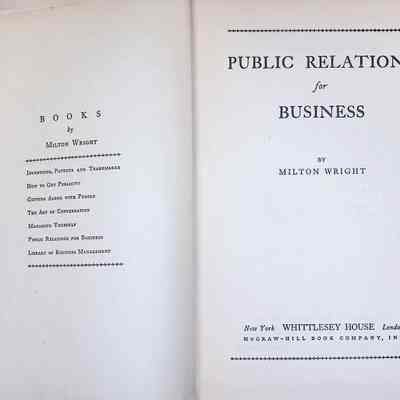 BOOKS
by
MILTON WRIGHT
INVENTIONS, PATENTS AND TRADEMARKS
HOW TO GET PUBLICITY
GETTING ALONG WITH PEOPLE
THE ART OF CONVERSATION
MANAGING YOURSELF
PUBLIC RELATIONS FOR BUSINESS
LIBRARY OF BUSINESS MANAGEMENT
PUBLIC RELATION
for
BUSINESS
BY
MILTON WRIGHT
New York WHITTLESEY HOUSE Londo
MCGRAW-HILL BOOK COMPANY, IN